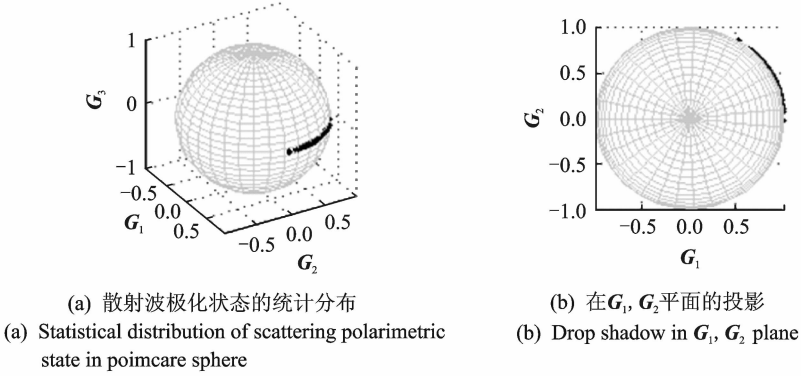 1
0
−1
G3
−0.5
0.0
0.5
G1
−0.5
0.0
0.5
G2
1.0
0.5
0.0
−0.5
−1.0
G2
−0.5
0.0
0.5
G1
(a) 散射波极化状态的统计分布
(a) Statistical distribution of scattering polarimetric
state in poimcare sphere
(b) 在G1, G2平面的投影
(b) Drop shadow in G1, G2 plane